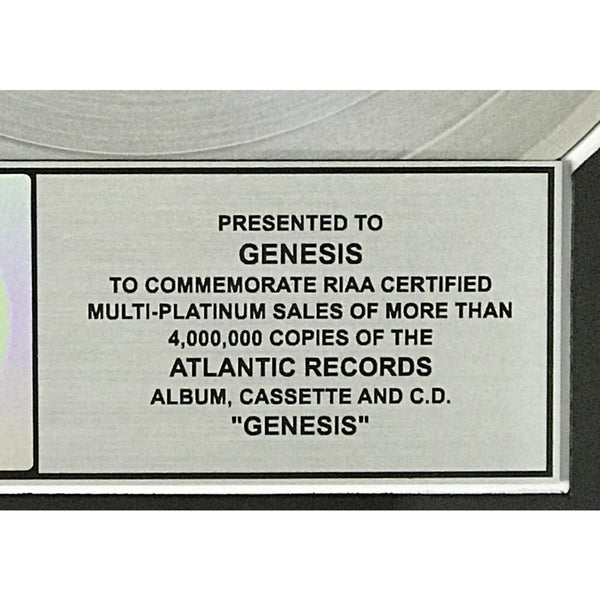 PRESENTED TO
GENESIS
TO COMMEMORATE RIAA CERTIFIED
MULTI-PLATINUM SALES OF MORE THAN
4,000,000 COPIES OF THE
ATLANTIC RECORDS
ALBUM, CASSETTE AND C.D.
"GENESIS"